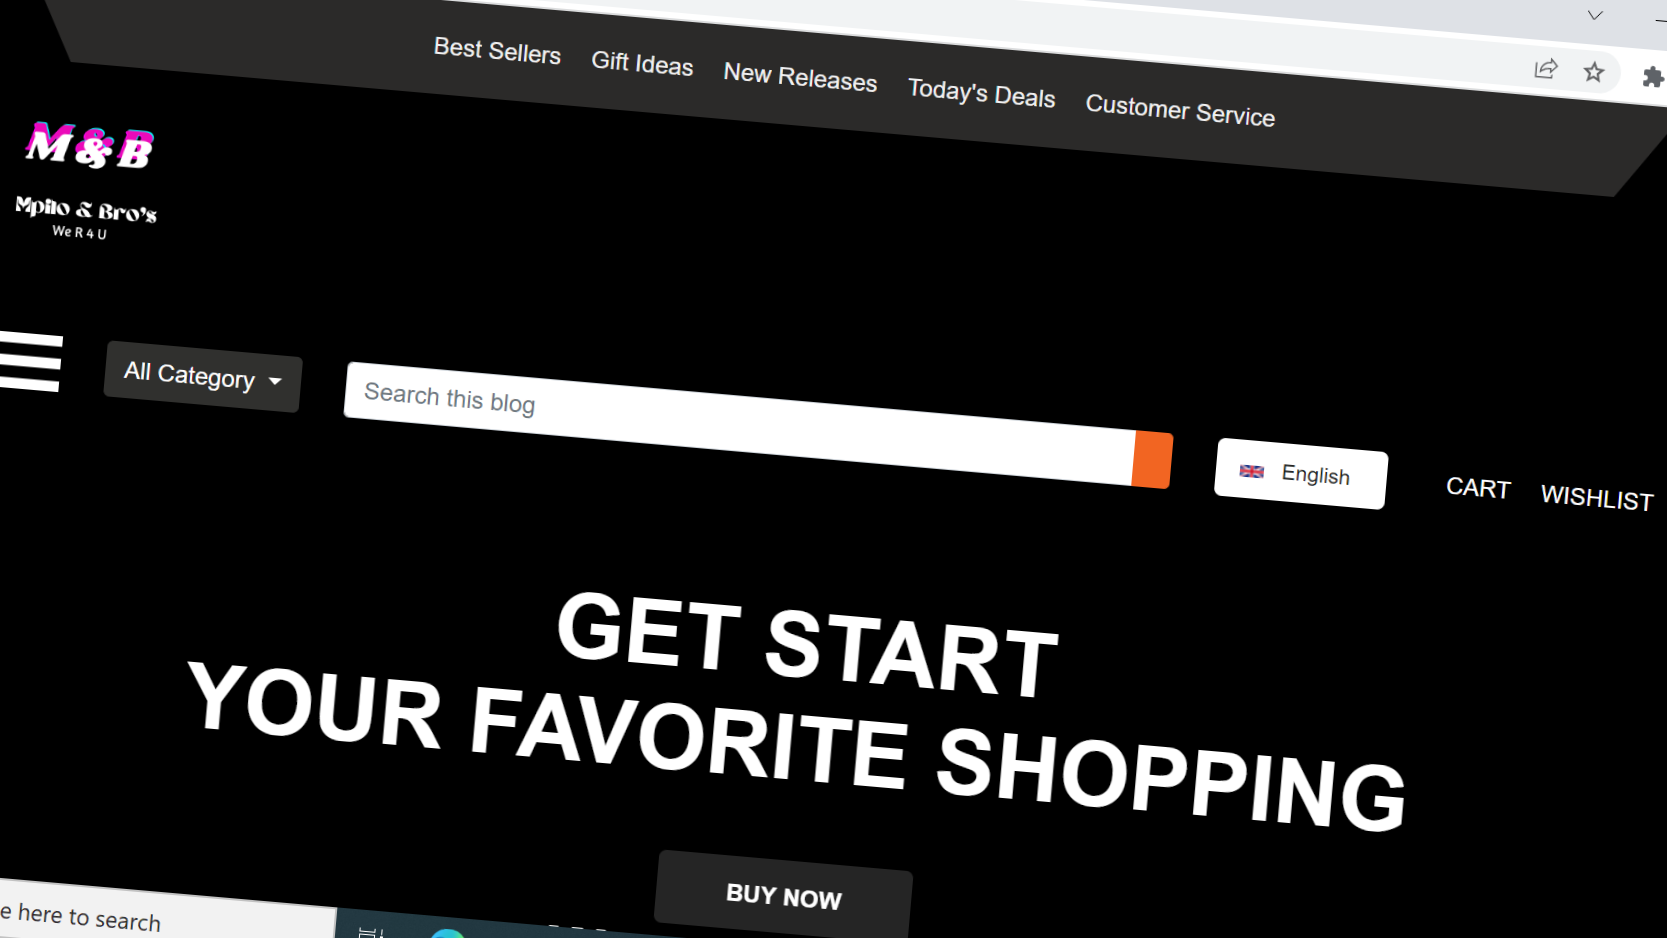 Best Sellers Gift Ideas New Releases Today's Deals Customer Service
M&B
Mpilo & Bro's
We R 4 U
All Category
Search this blog
English
CART WISHLIST
GET START
YOUR FAVORITE SHOPPING
BUY NOW
e here to search